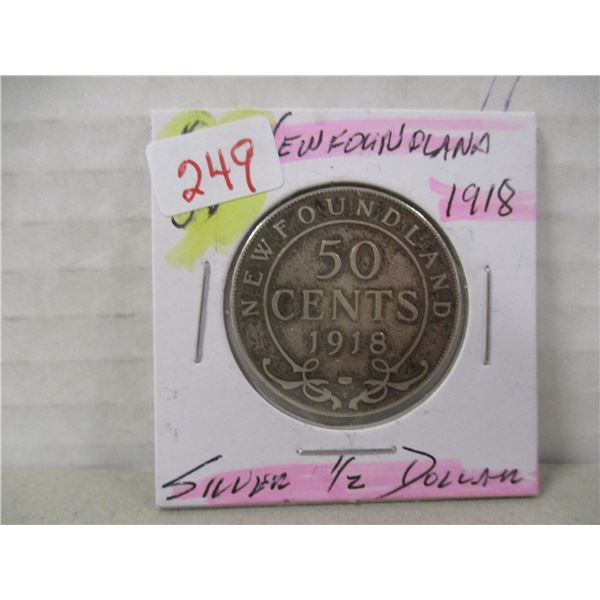 NEWFOUNDLAND
249
1918
NEWFOUNDLAND
50
CENTS
1918
SILVER 1/2 DOLLAR